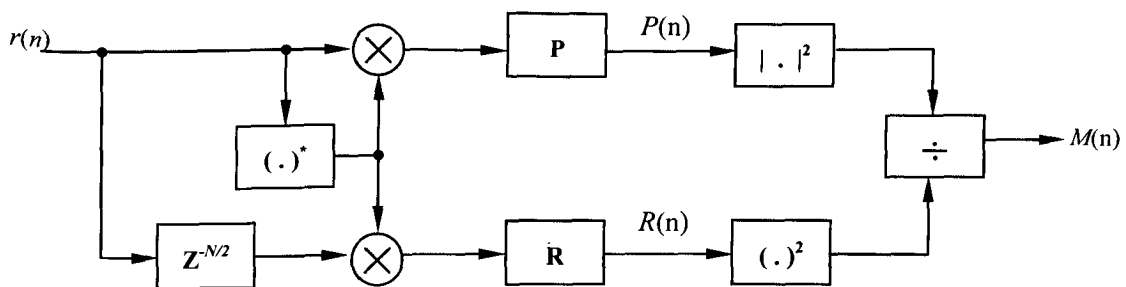 r(n)
P
P(n)
| . |²
(.)*
÷
M(n)
Z^{-N/2}
R
R(n)
(.)²